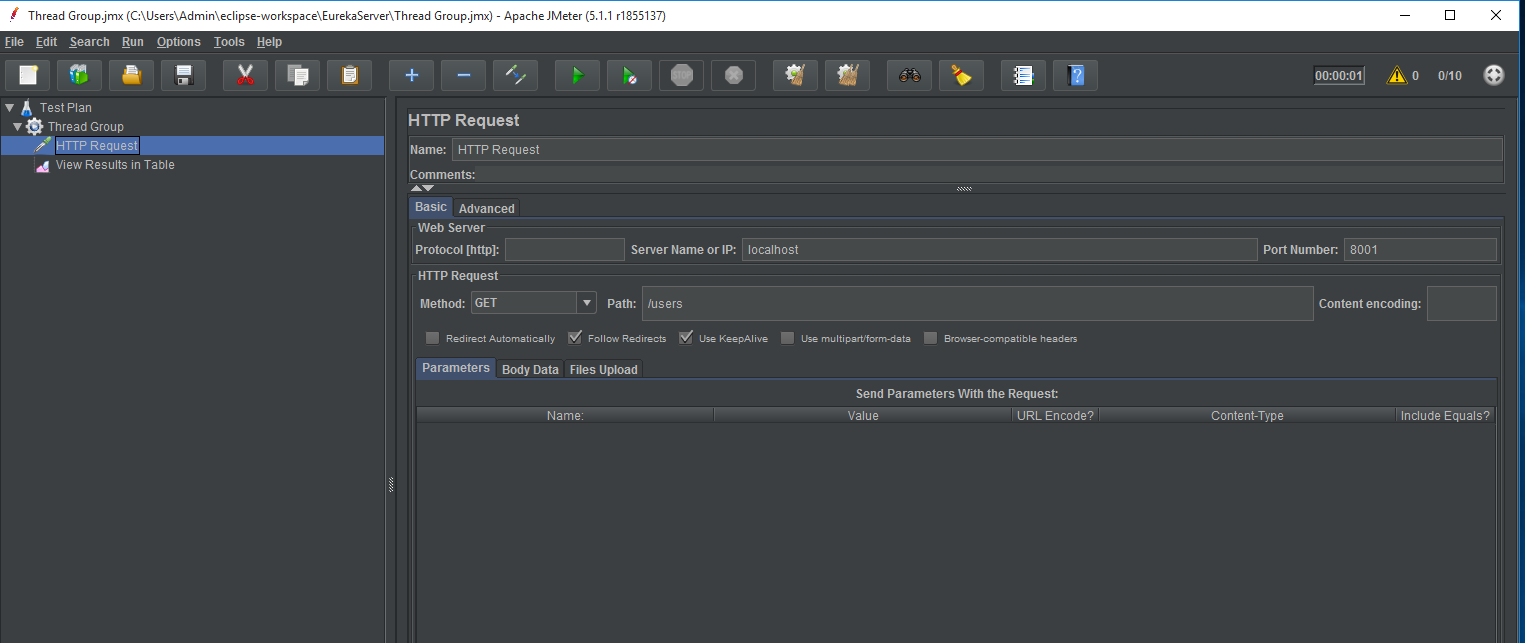 Thread Group.jmx (C:\Users\Admin\eclipse-workspace\EurekaServer\Thread Group.jmx) - Apache JMeter (5.1.1 r1855137)
File Edit Search Run Options Tools Help
STOP 00:00:01 0 0/10
Test Plan
Thread Group
HTTP Request
View Results in Table
HTTP Request
Name: HTTP Request
Comments:
Basic Advanced
Web Server
Protocol [http]: Server Name or IP: localhost Port Number: 8001
HTTP Request
Method: GET Path: /users Content encoding:
Redirect Automatically Follow Redirects Use KeepAlive Use multipart/form-data Browser-compatible headers
Parameters Body Data Files Upload
Send Parameters With the Request:
Name: Value URL Encode? Content-Type Include Equals?